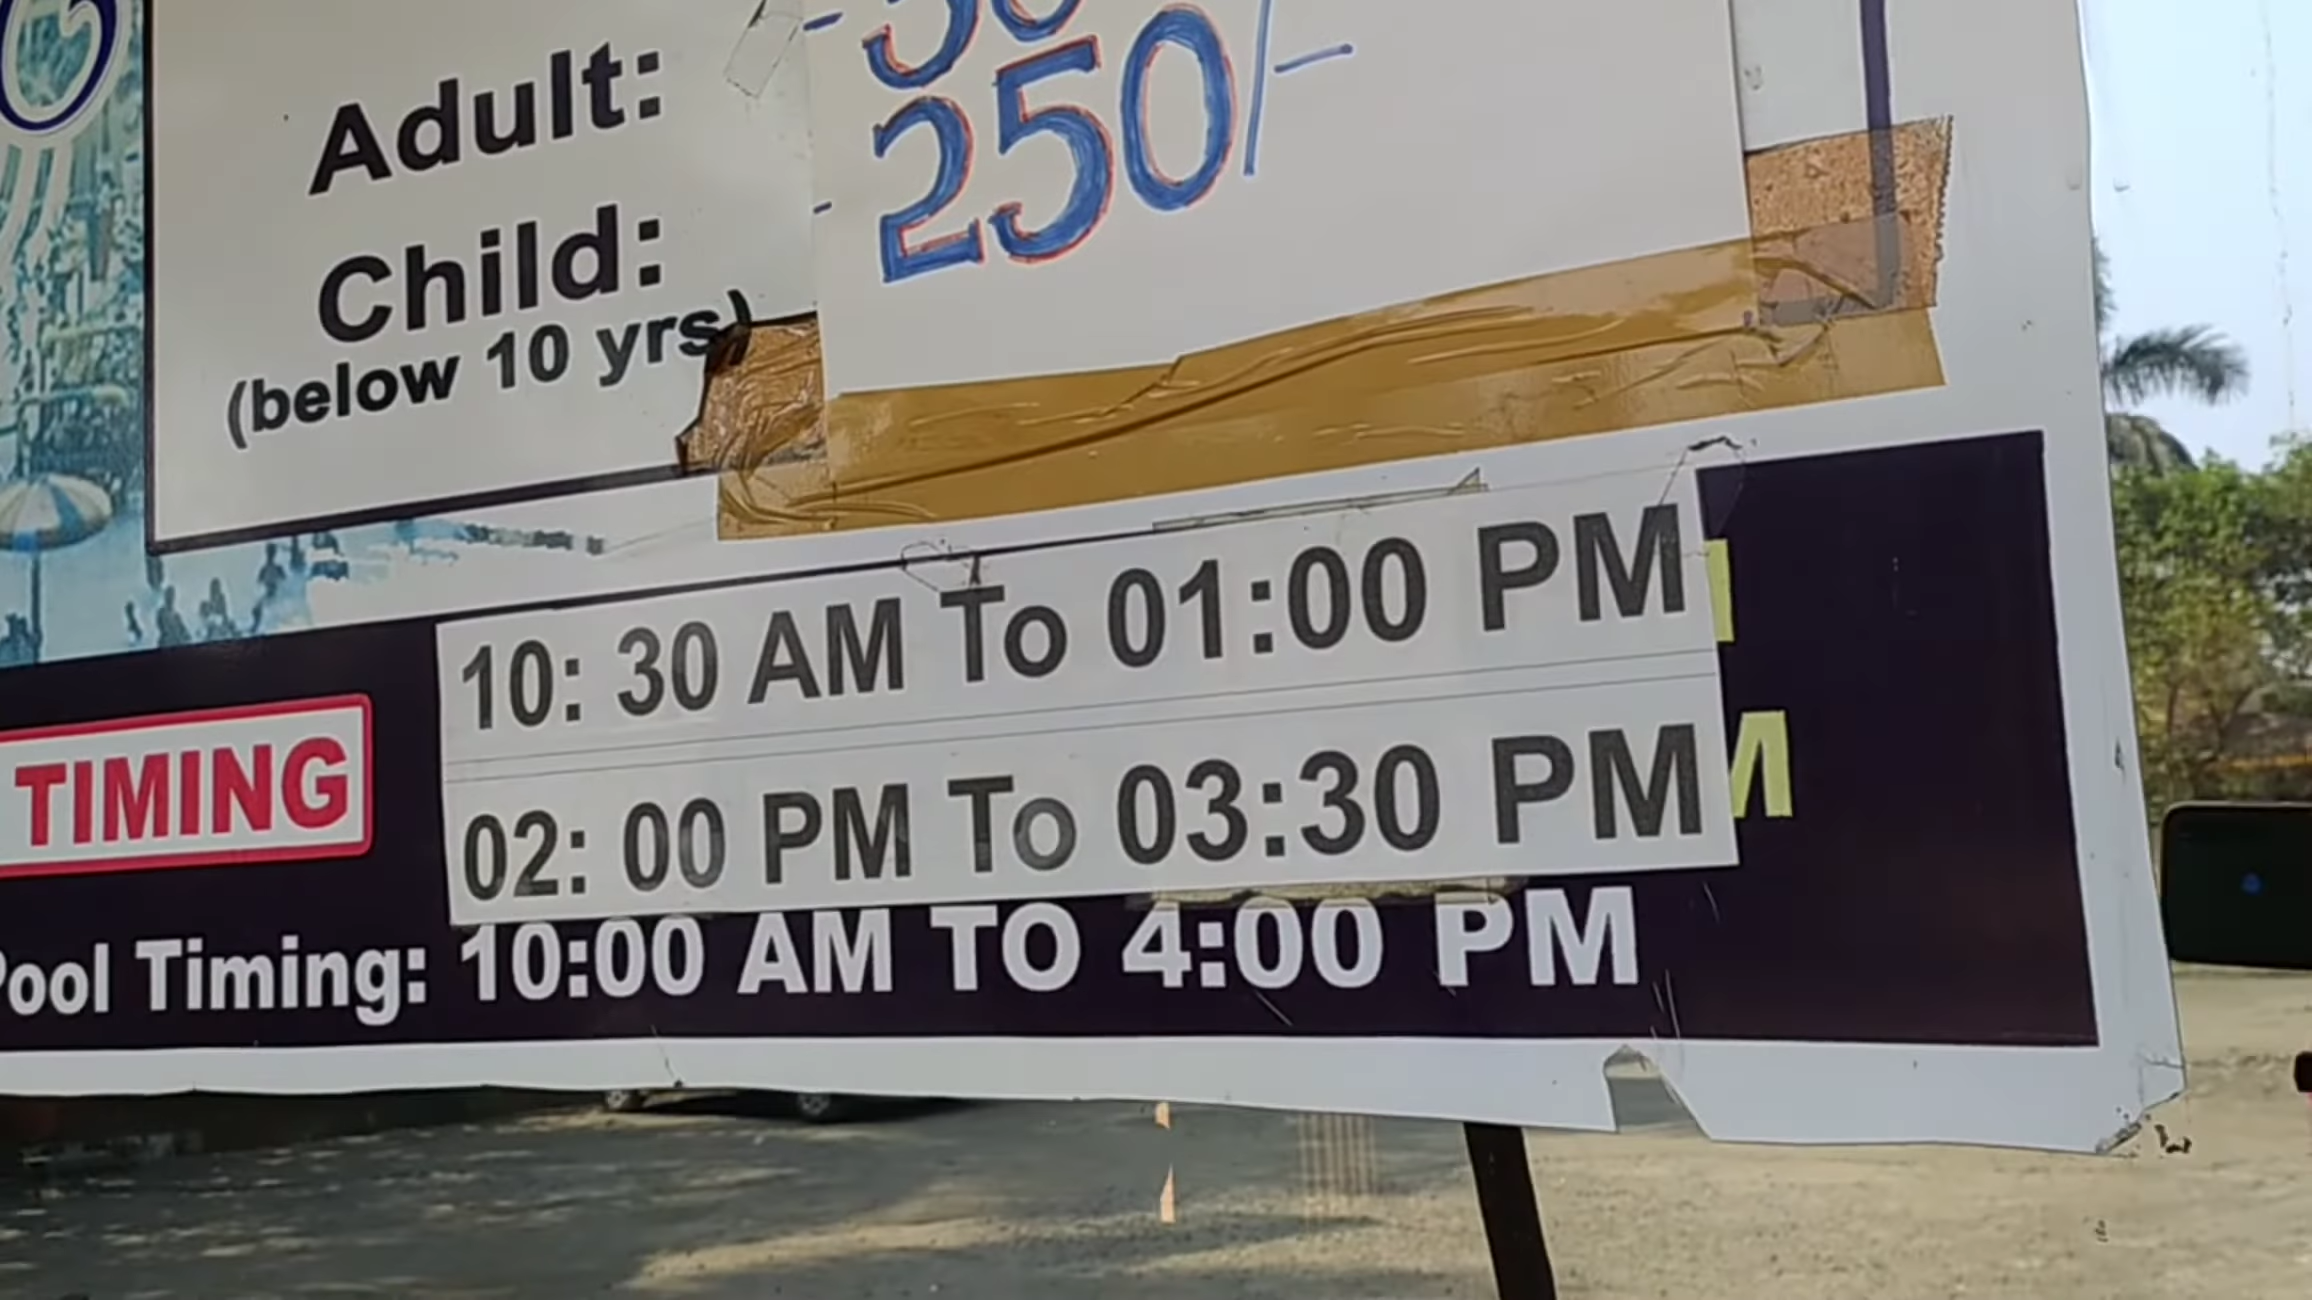 Adult:
Child: - 250/-
(below 10 yrs)
10: 30 AM To 01:00 PM
TIMING
02: 00 PM To 03:30 PM
Pool Timing: 10:00 AM TO 4:00 PM